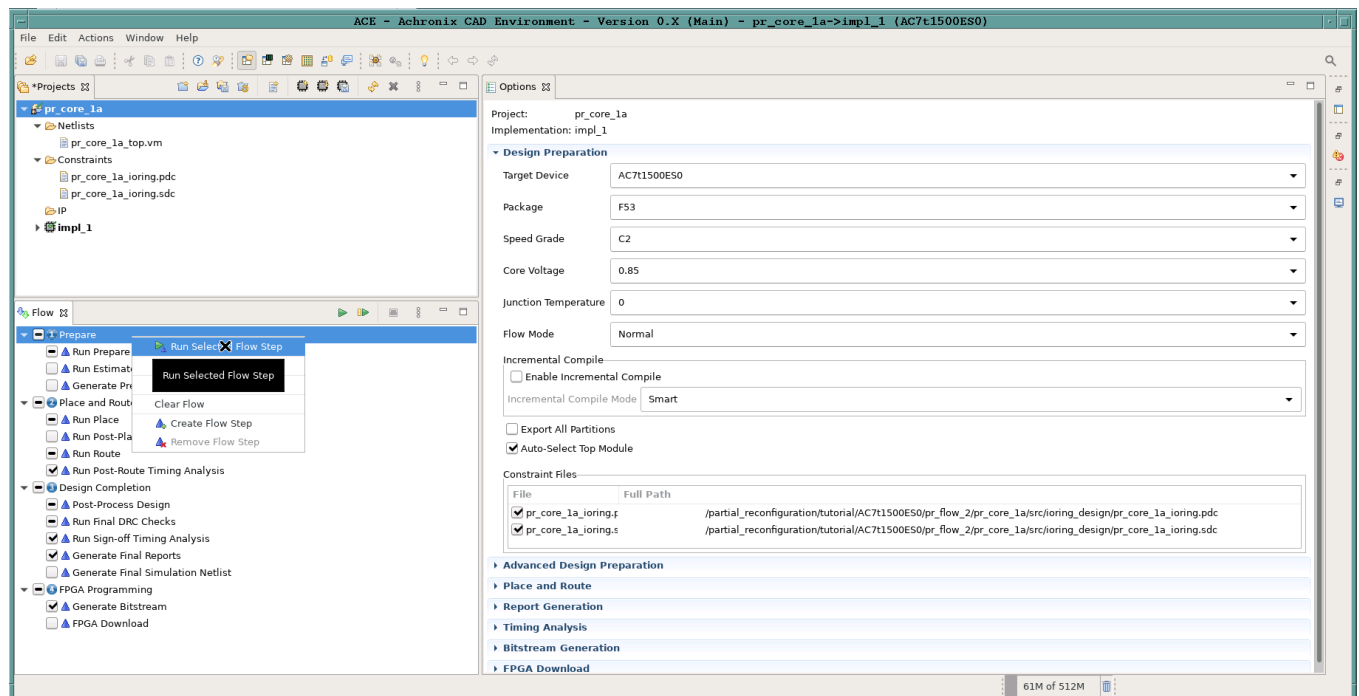 ACE - Achronix CAD Environment - Version 0.X (Main) - pr_core_1a->impl_1 (AC7t1500ES0)
File Edit Actions Window Help
*Projects
pr_core_1a
Netlists
pr_core_1a_top.vm
Constraints
pr_core_1a_ioring.pdc
pr_core_1a_ioring.sdc
IP
impl_1
Flow
1 Prepare
Run Prepare
Run Estimat
Generate Pre
2 Place and Rout
Run Place
Run Post-Pla
Run Route
Run Post-Route Timing Analysis
3 Design Completion
Post-Process Design
Run Final DRC Checks
Run Sign-off Timing Analysis
Generate Final Reports
Generate Final Simulation Netlist
4 FPGA Programming
Generate Bitstream
FPGA Download
Run Selected Flow Step
Run Selected Flow Step
Clear Flow
Create Flow Step
Remove Flow Step
Options
Project: pr_core_1a
Implementation: impl_1
Design Preparation
Target Device AC7t1500ES0
Package F53
Speed Grade C2
Core Voltage 0.85
Junction Temperature 0
Flow Mode Normal
Incremental Compile
Enable Incremental Compile
Incremental Compile Mode Smart
Export All Partitions
Auto-Select Top Module
Constraint Files
File Full Path
pr_core_1a_ioring.p /partial_reconfiguration/tutorial/AC7t1500ES0/pr_flow_2/pr_core_1a/src/ioring_design/pr_core_1a_ioring.pdc
pr_core_1a_ioring.s /partial_reconfiguration/tutorial/AC7t1500ES0/pr_flow_2/pr_core_1a/src/ioring_design/pr_core_1a_ioring.sdc
Advanced Design Preparation
Place and Route
Report Generation
Timing Analysis
Bitstream Generation
FPGA Download
61M of 512M